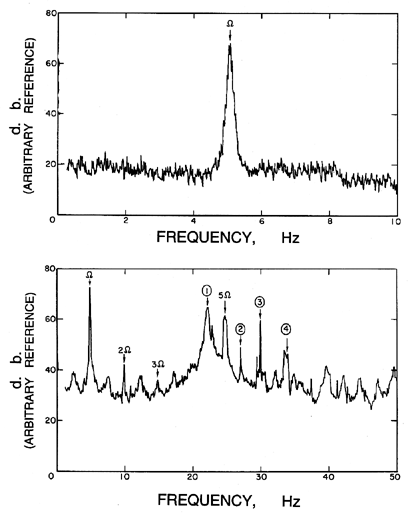 80
60
40
20
0
d. b.
(ARBITRARY REFERENCE)
Ω
2
4
6
8
10
FREQUENCY, Hz
80
60
40
20
0
d. b.
(ARBITRARY REFERENCE)
Ω
2Ω
3Ω
①
5Ω
②
③
④
10
20
30
40
50
FREQUENCY, Hz